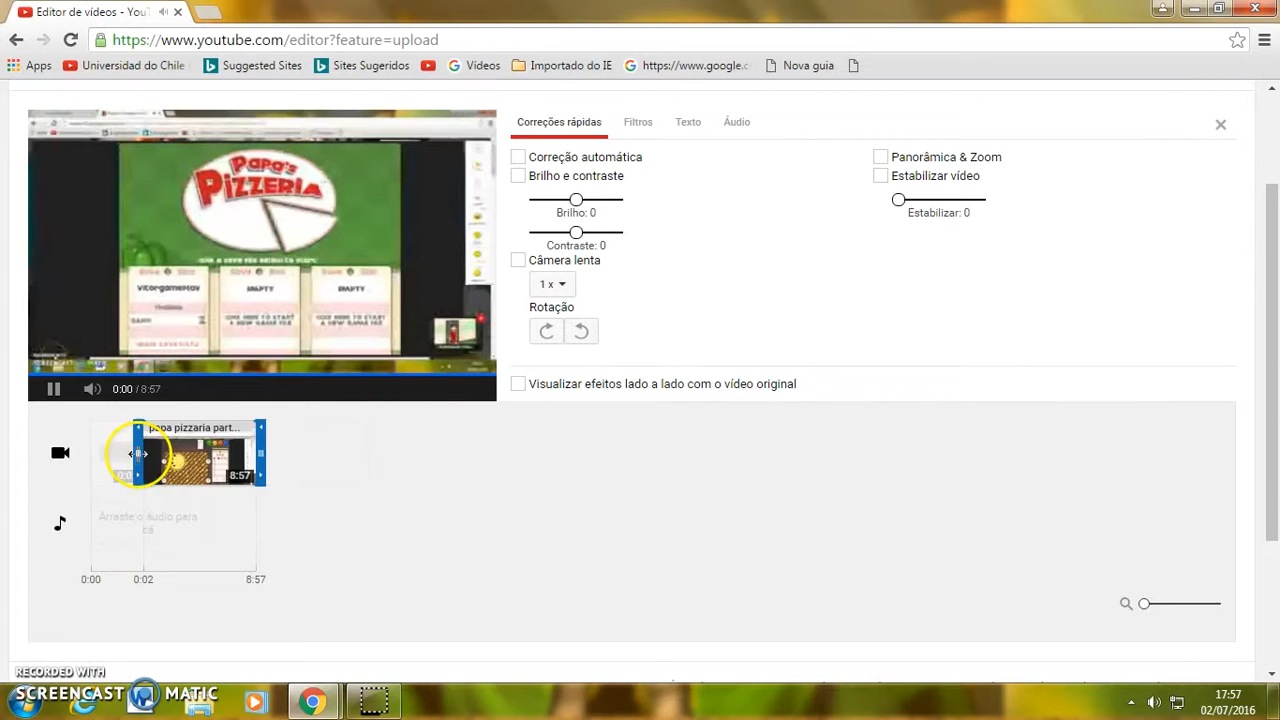 Editor de vídeos - You
https://www.youtube.com/editor?feature=upload
Apps Universidad do Chile Suggested Sites Sites Sugeridos Vídeos Importado do IE https://www.google.c Nova guia
Papa's
PIZZERIA
vitorgameplay EMPTY EMPTY
Correções rápidas Filtros Texto Áudio
Correção automática
Brilho e contraste
Brilho: 0
Contraste: 0
Câmera lenta
1 x
Rotação
Panorâmica & Zoom
Estabilizar vídeo
Estabilizar: 0
Visualizar efeitos lado a lado com o vídeo original
0:00 / 8:57
papa pizzaria part...
8:57
Arraste o áudio para
cá
0:00 0:02 8:57
RECORDED WITH
SCREENCAST MATIC
17:57
02/07/2016